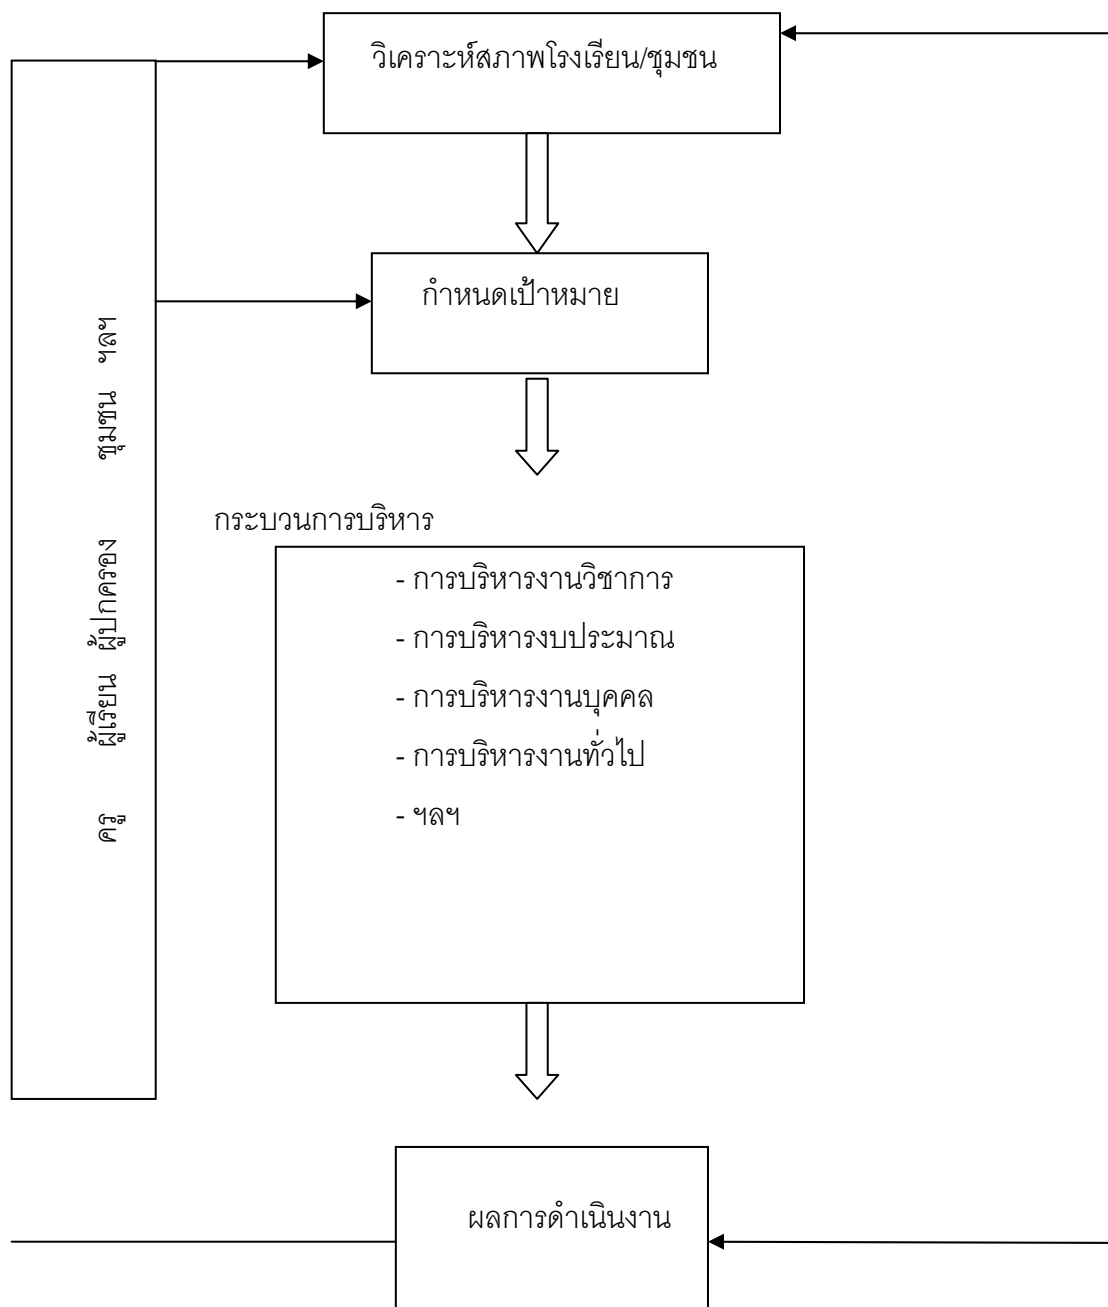 วิเคราะห์สภาพโรงเรียน/ชุมชน
กำหนดเป้าหมาย
ครู ผู้เรียน ผู้ปกครอง ชุมชน ฯลฯ
กระบวนการบริหาร
- การบริหารงานวิชาการ
- การบริหารงบประมาณ
- การบริหารงานบุคคล
- การบริหารงานทั่วไป
- ฯลฯ
ผลการดำเนินงาน